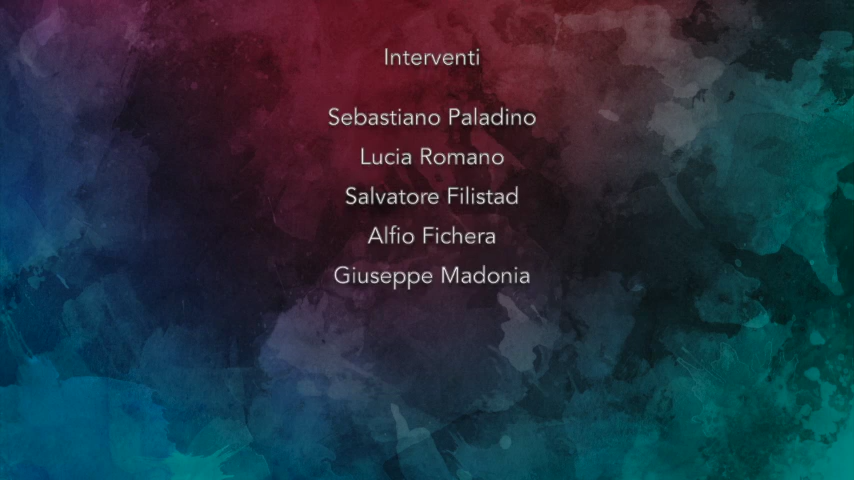 Interventi
Sebastiano Paladino
Lucia Romano
Salvatore Filistad
Alfio Fichera
Giuseppe Madonia